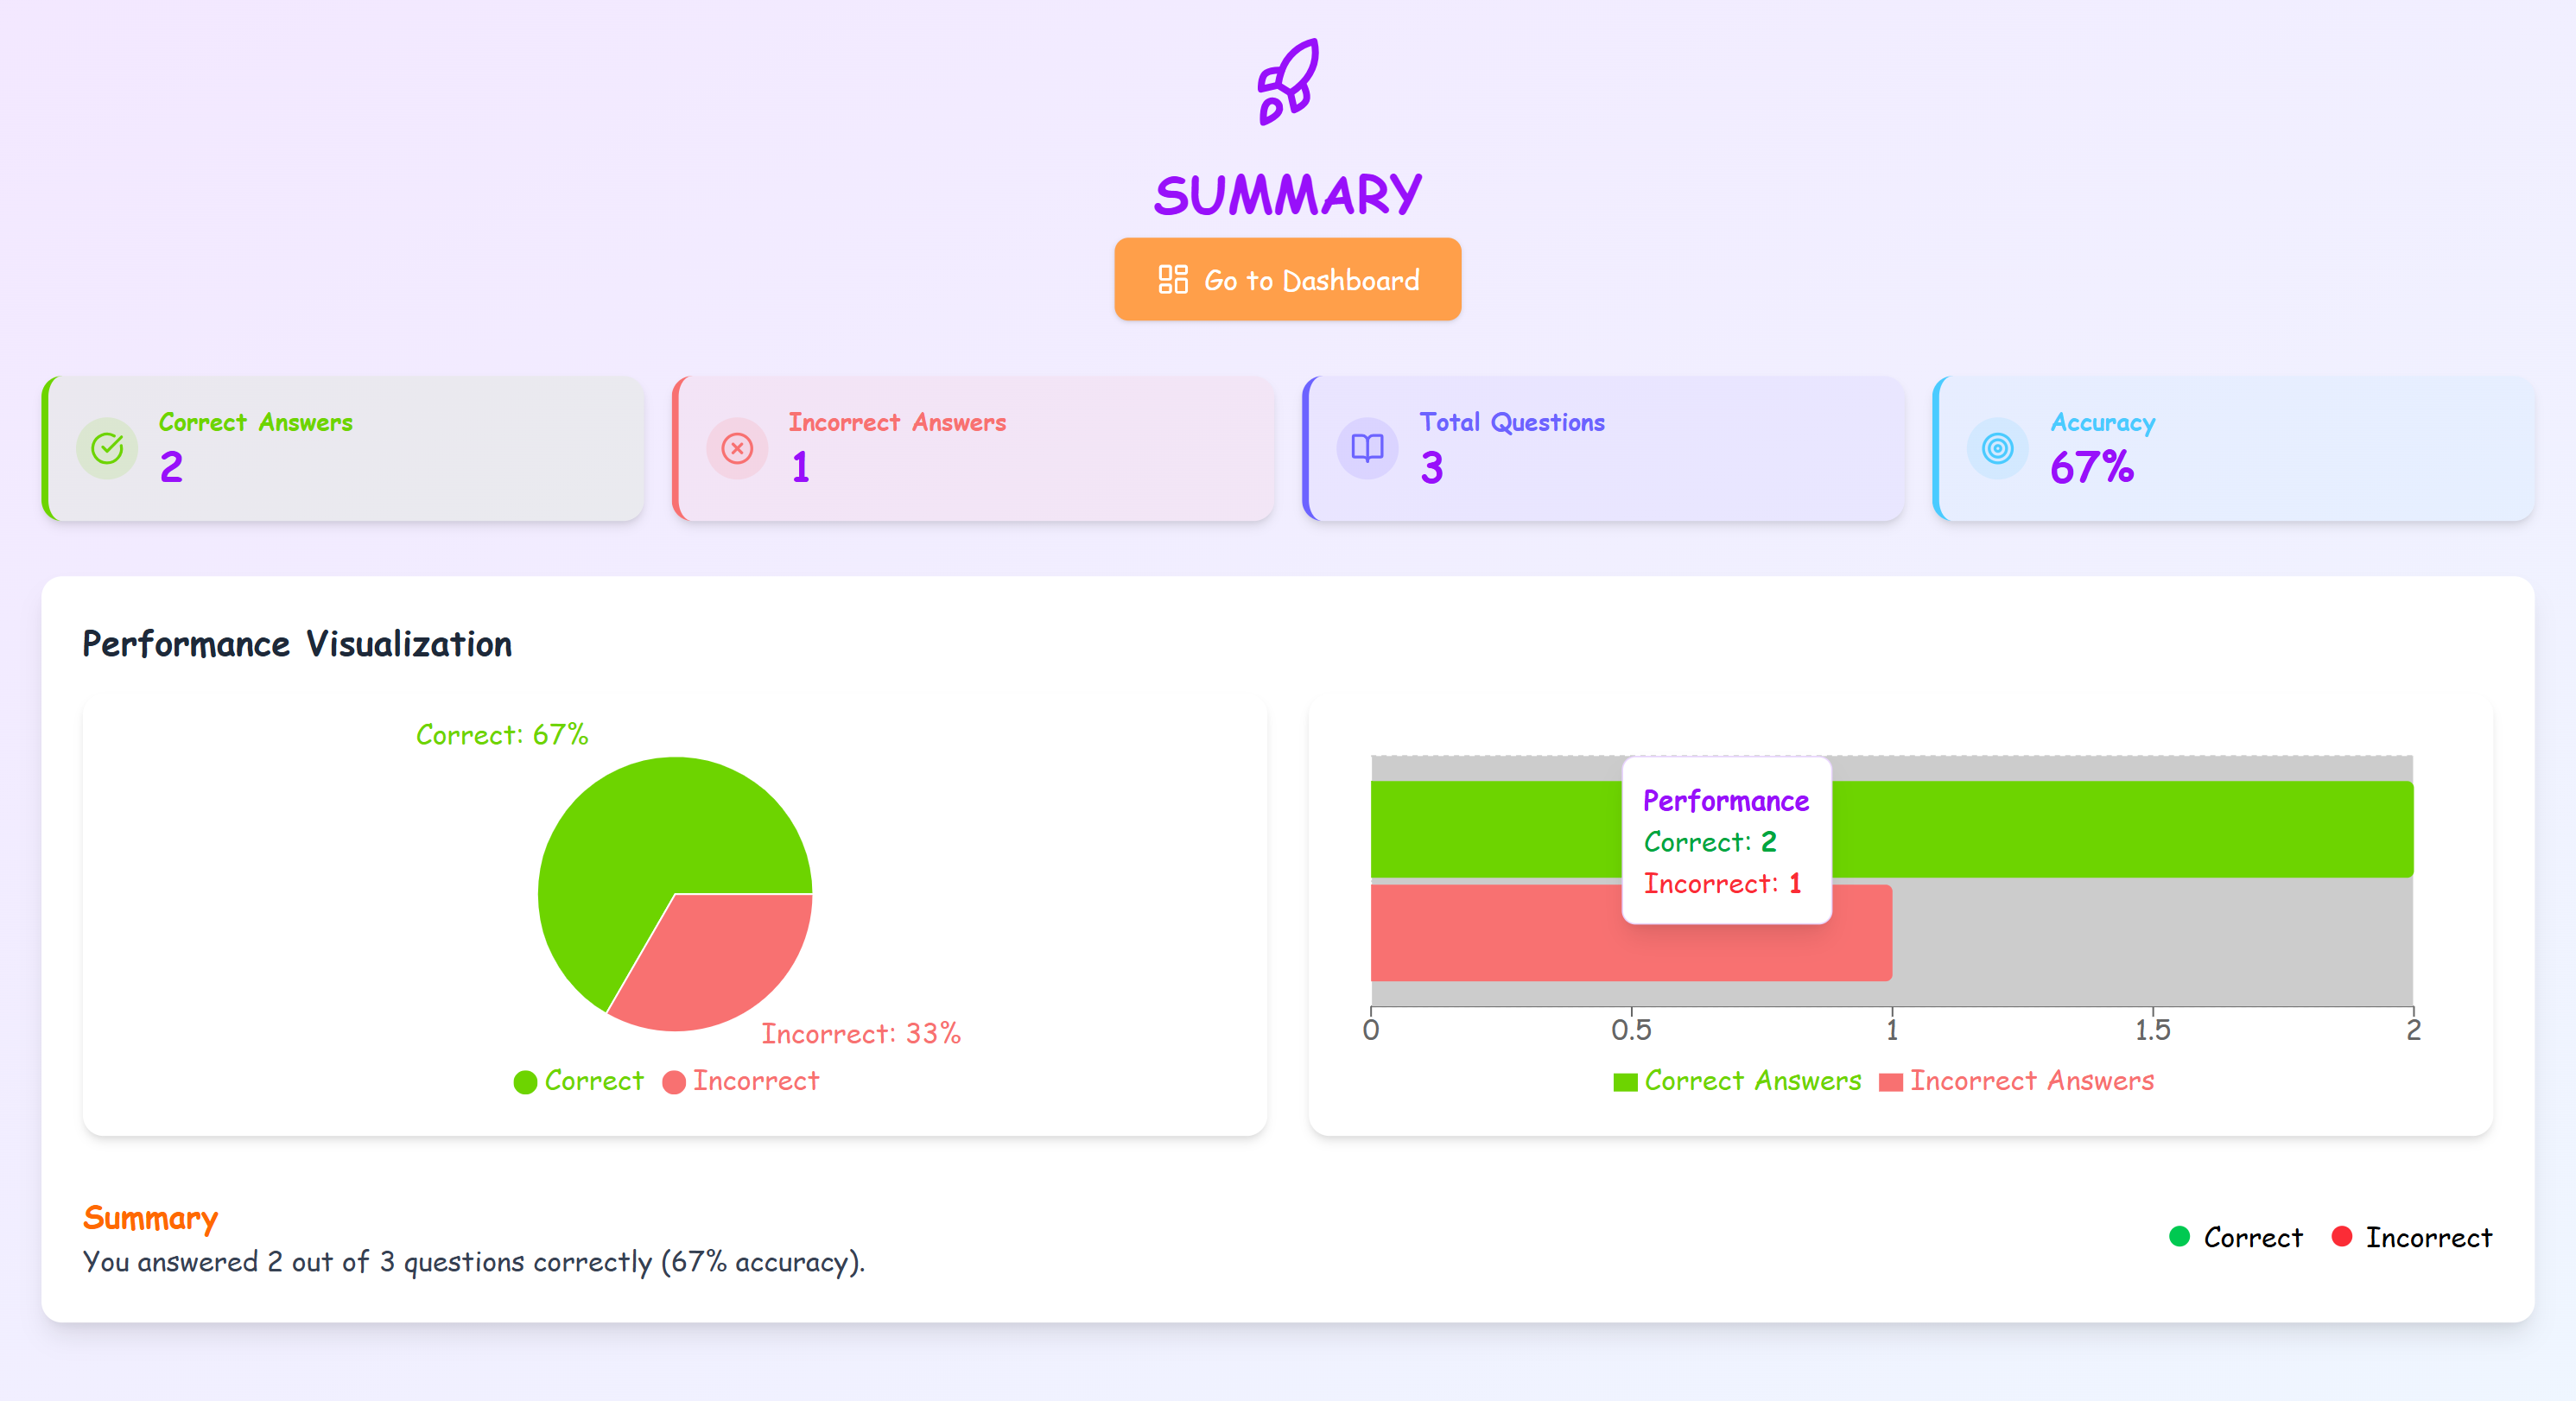 SUMMARY
Go to Dashboard
Correct Answers
2
Incorrect Answers
1
Total Questions
3
Accuracy
67%
Performance Visualization
Correct: 67%
Incorrect: 33%
Correct Incorrect
Performance
Correct: 2
Incorrect: 1
0 0.5 1 1.5 2
Correct Answers Incorrect Answers
Summary
You answered 2 out of 3 questions correctly (67% accuracy).
Correct Incorrect